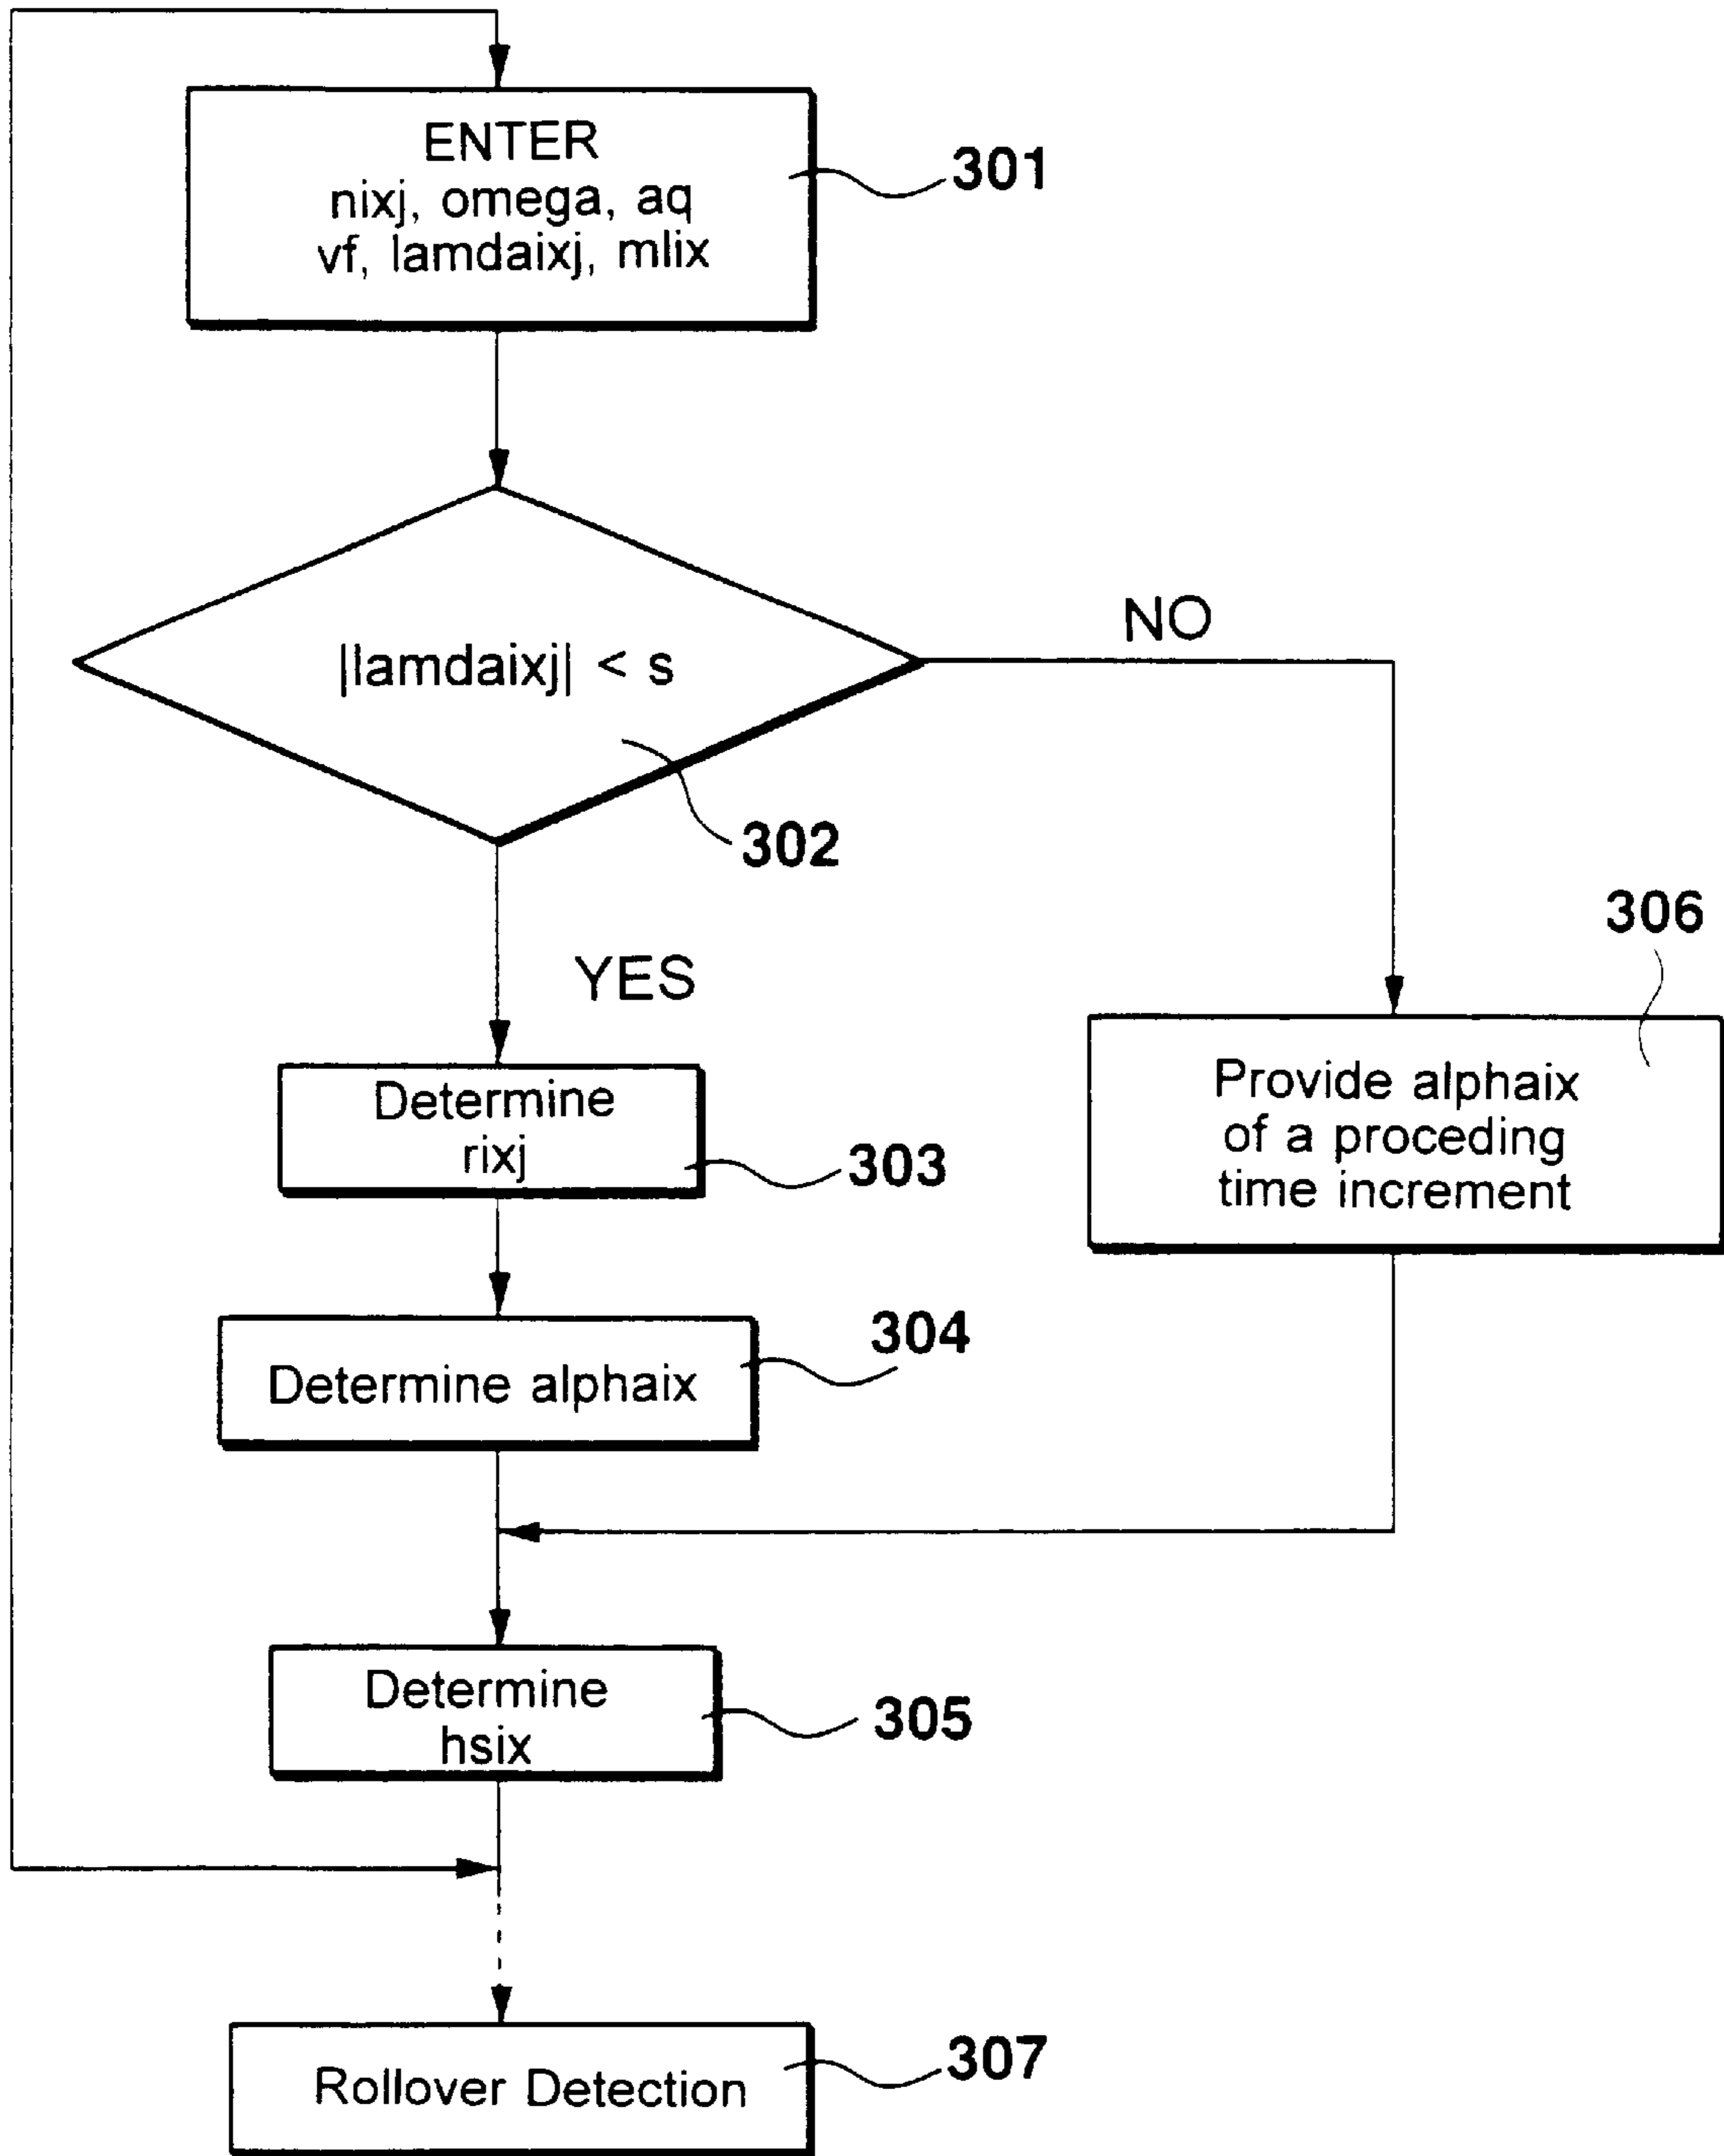 ENTER
nixj, omega, aq
vf, lamdaixj, mlix
301
|lamdaixj| < s
NO
302
YES
306
Determine
rixj
303
Provide alphaix
of a proceding
time increment
304
Determine alphaix
Determine
hsix
305
Rollover Detection
307